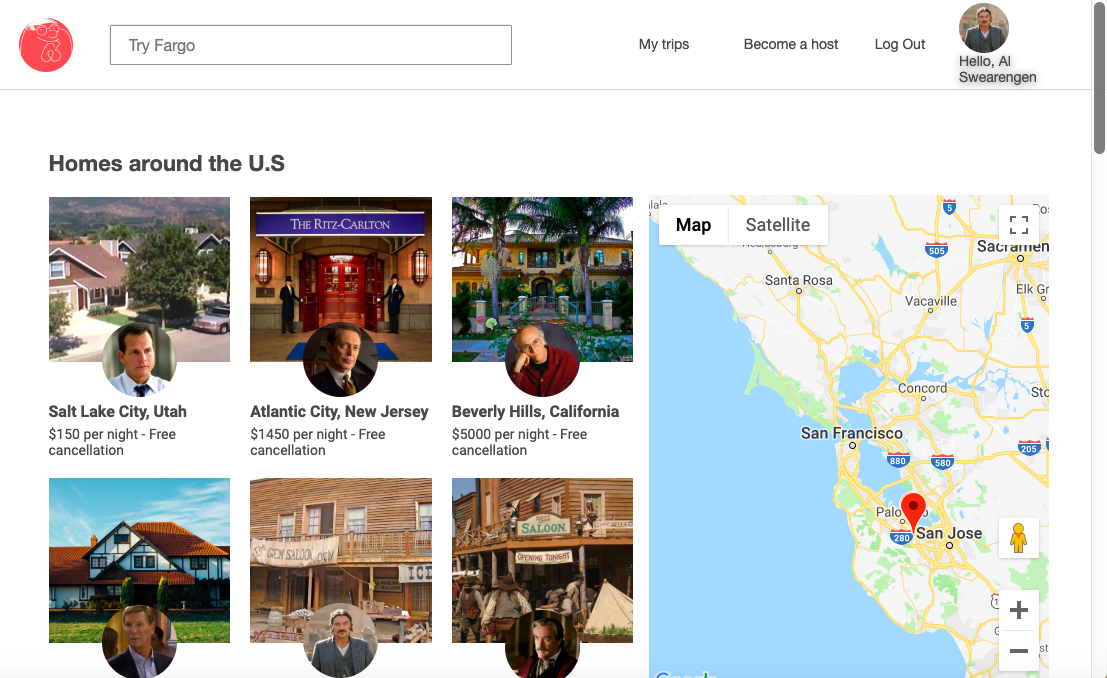 Try Fargo
My trips
Become a host
Log Out
Hello, Al
Swearengen
Homes around the U.S
THE RITZ-CARLTON
Salt Lake City, Utah
$150 per night - Free
cancellation
Atlantic City, New Jersey
$1450 per night - Free
cancellation
Beverly Hills, California
$5000 per night - Free
cancellation
GEM SALOON OPEN
ICE
SALOON
OPENING TONIGHT
Map
Satellite
5
505
Sacramen
Santa Rosa
Vacaville
Elk Gr
5
Concord
Sto
San Francisco
205
880
580
Palo
280
San Jose
Google